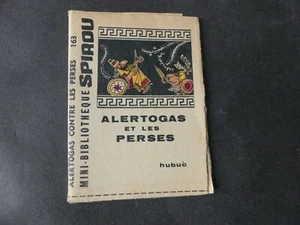 ALERTOGAS CONTRE LES PERSES 163
MINI-BIBLIOTHEQUE SPIROU
ALERTOGAS
ET LES
PERSES
hubuc